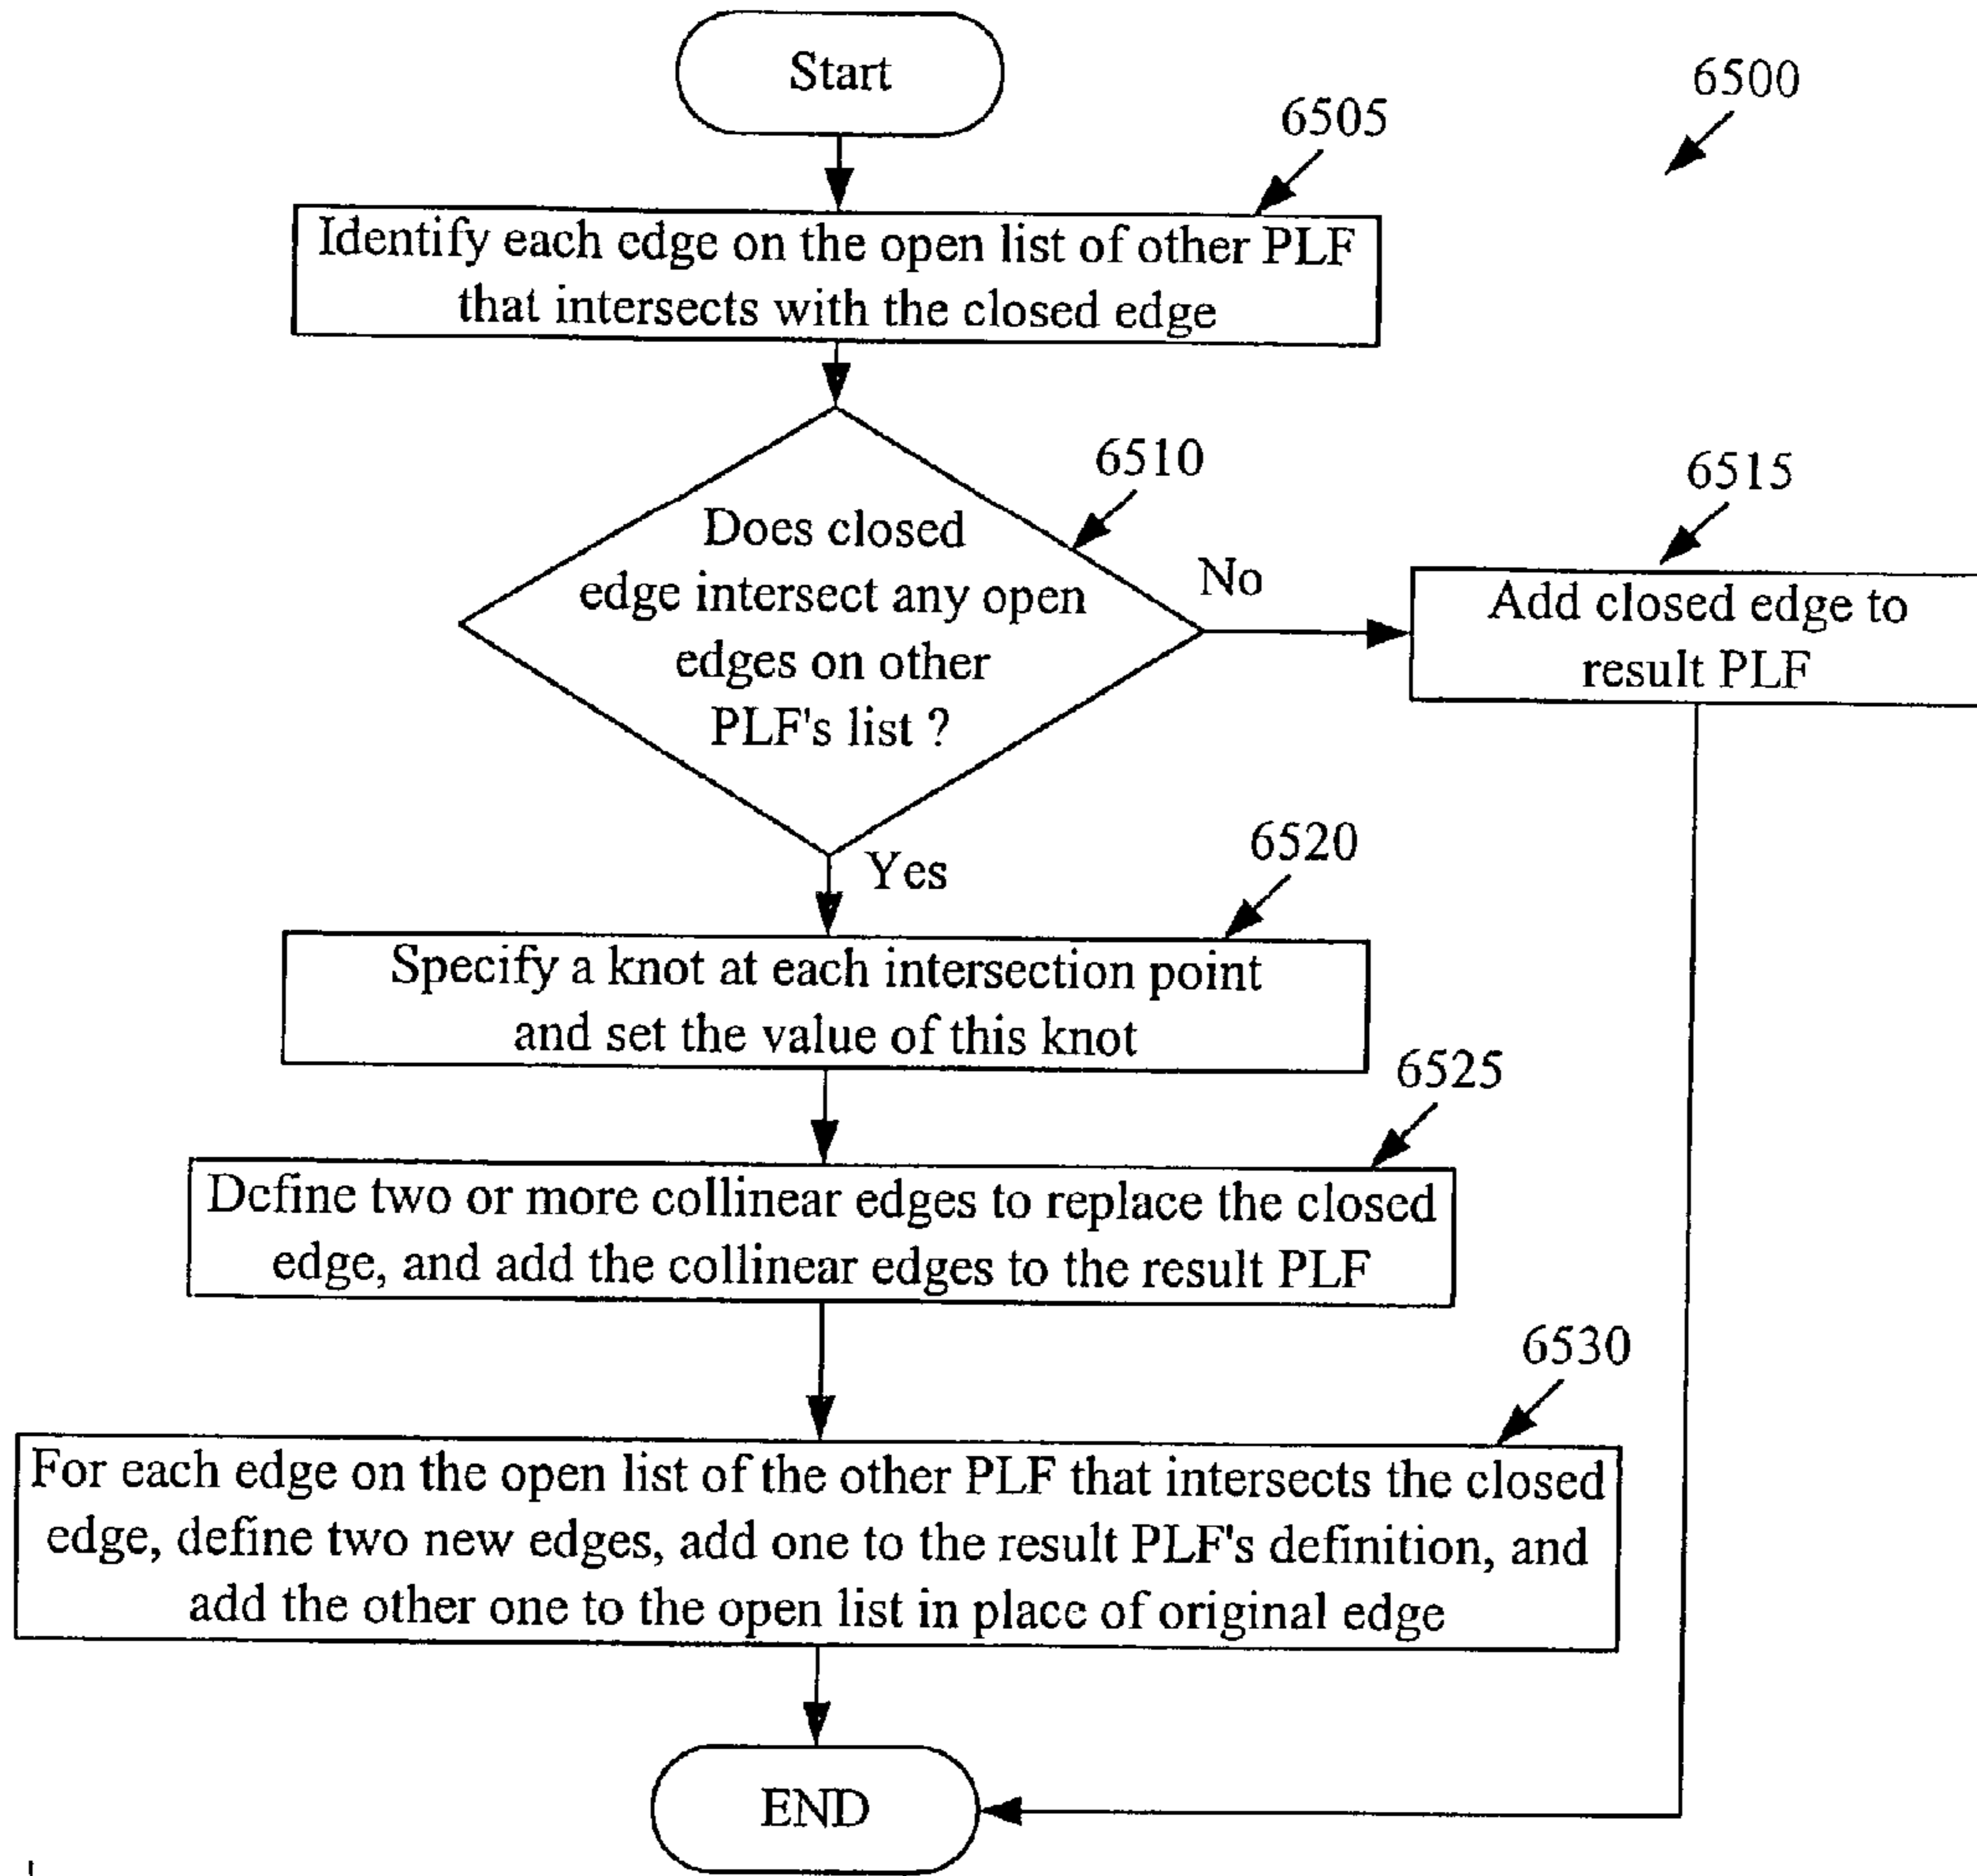 Start
6500
6505
Identify each edge on the open list of other PLF
that intersects with the closed edge
6510
Does closed
edge intersect any open
edges on other
PLF's list ?
No
6515
Add closed edge to
result PLF
Yes
6520
Specify a knot at each intersection point
and set the value of this knot
6525
Define two or more collinear edges to replace the closed
edge, and add the collinear edges to the result PLF
6530
For each edge on the open list of the other PLF that intersects the closed
edge, define two new edges, add one to the result PLF's definition, and
add the other one to the open list in place of original edge
END